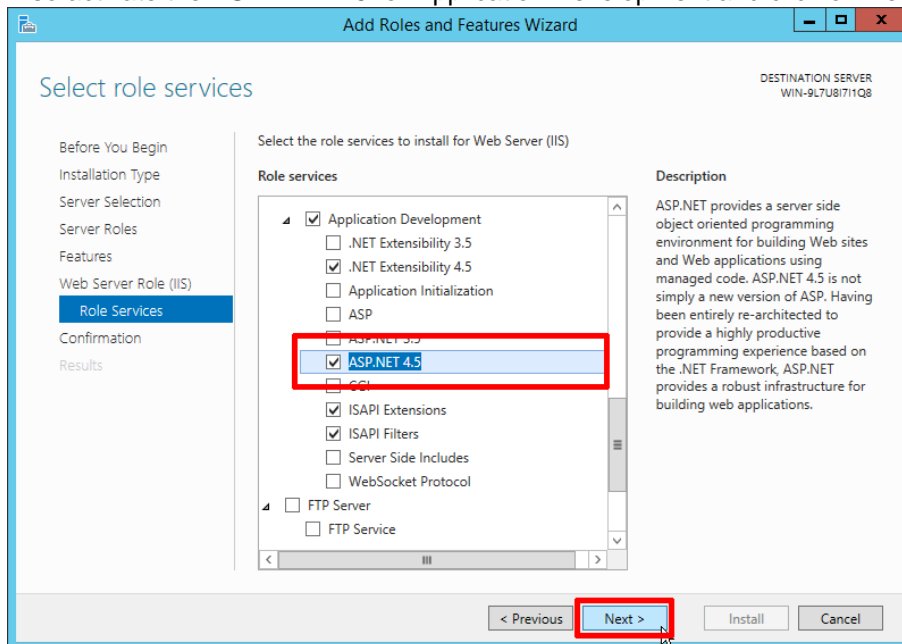 Add Roles and Features Wizard
Select role services
DESTINATION SERVER
WIN-9L7U8I7I1Q8
Before You Begin
Installation Type
Server Selection
Server Roles
Features
Web Server Role (IIS)
Role Services
Confirmation
Results
Select the role services to install for Web Server (IIS)
Role services
Application Development
.NET Extensibility 3.5
.NET Extensibility 4.5
Application Initialization
ASP
ASP.NET 3.5
ASP.NET 4.5
CGI
ISAPI Extensions
ISAPI Filters
Server Side Includes
WebSocket Protocol
FTP Server
FTP Service
Description
ASP.NET provides a server side
object oriented programming
environment for building Web sites
and Web applications using
managed code. ASP.NET 4.5 is not
simply a new version of ASP. Having
been entirely re-architected to
provide a highly productive
programming experience based on
the .NET Framework, ASP.NET
provides a robust infrastructure for
building web applications.
< Previous
Next >
Install
Cancel